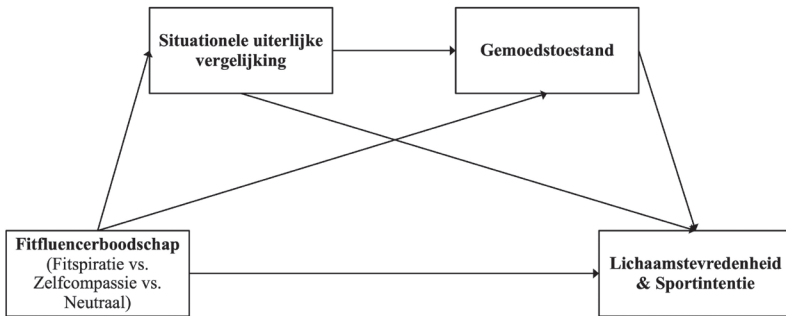 Situationele uiterlijke
vergelijking
Gemoedstoestand
Fitfluencerboodschap
(Fitspiratie vs.
Zelfcompassie vs.
Neutraal)
Lichaamstevredenheid
& Sportintentie